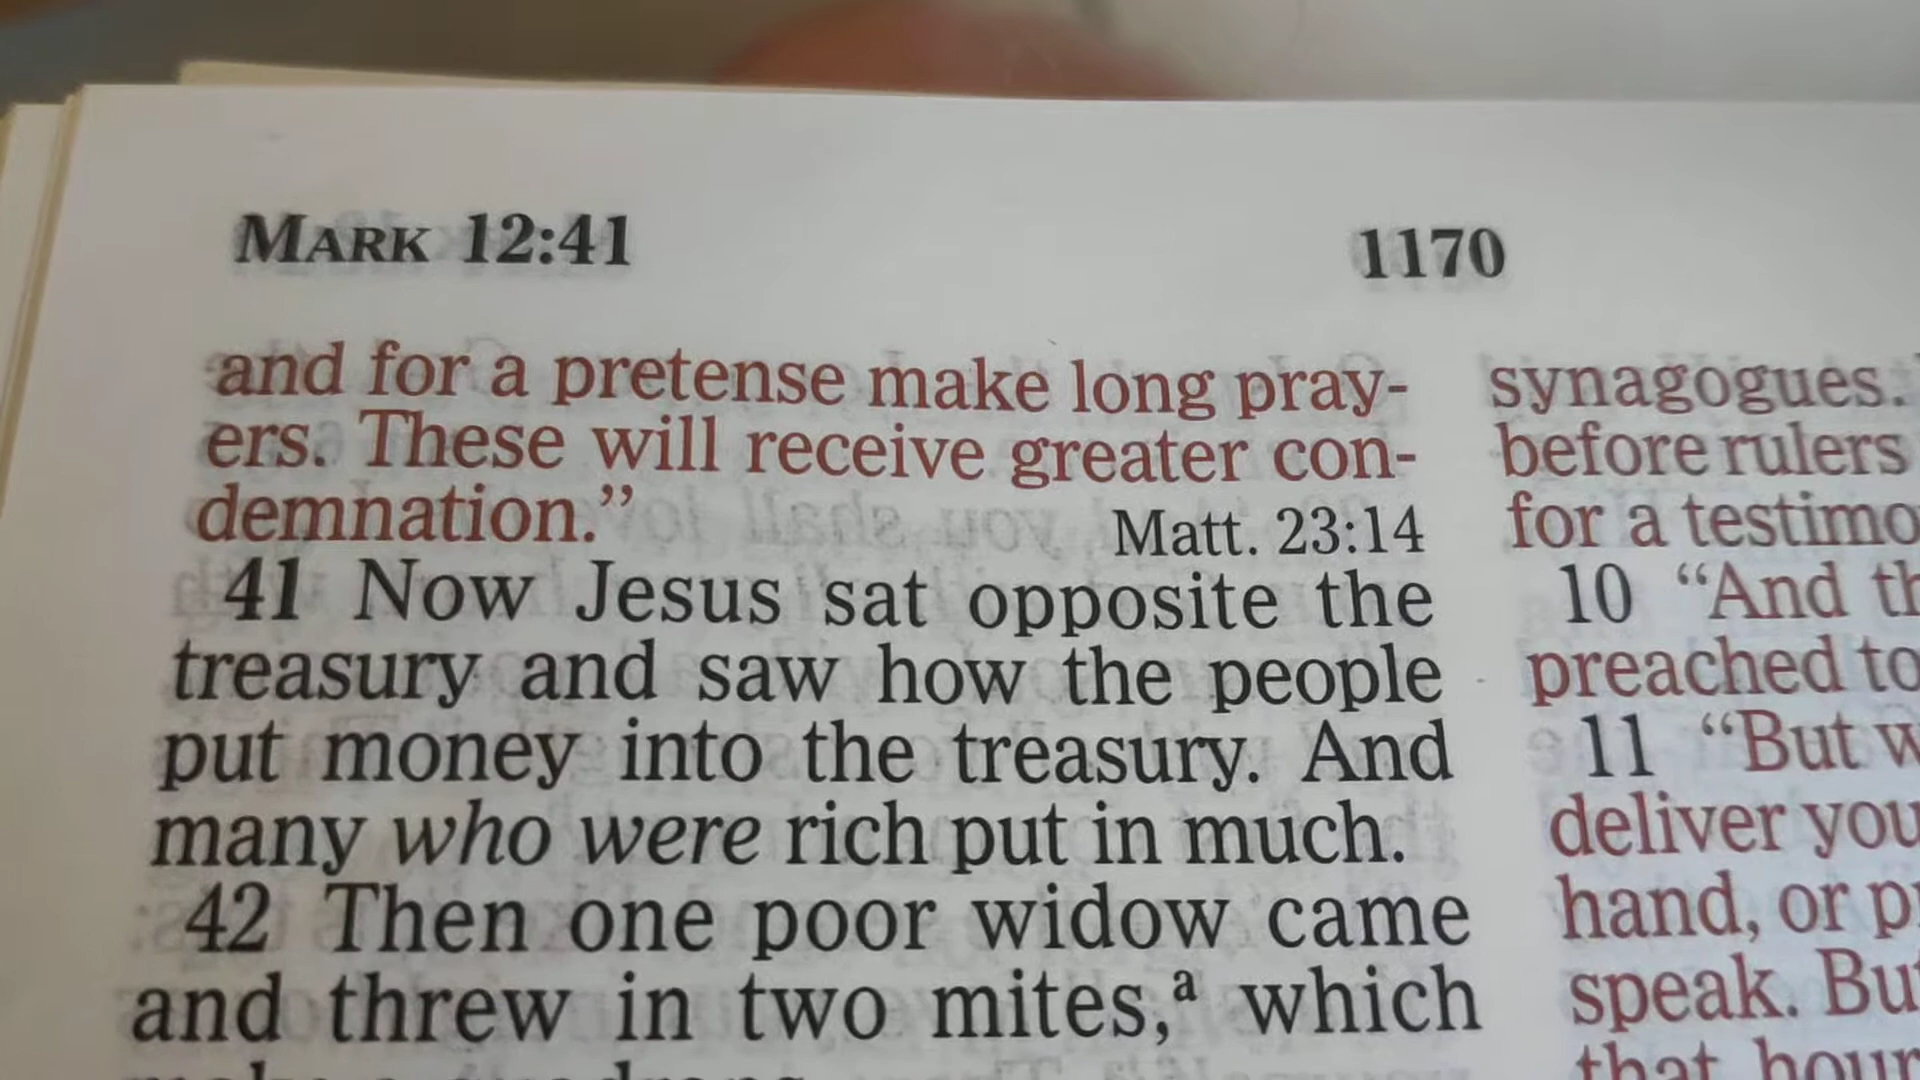 MARK 12:41
1170
and for a pretense make long pray-
ers. These will receive greater con-
demnation.”
Matt. 23:14
41 Now Jesus sat opposite the
treasury and saw how the people
put money into the treasury. And
many who were rich put in much.
42 Then one poor widow came
and threw in two mites,ᵃ which
synagogues.
before rulers
for a testimo
10 “And th
preached to
11 “But w
deliver you
hand, or p
speak. Bu
that hour